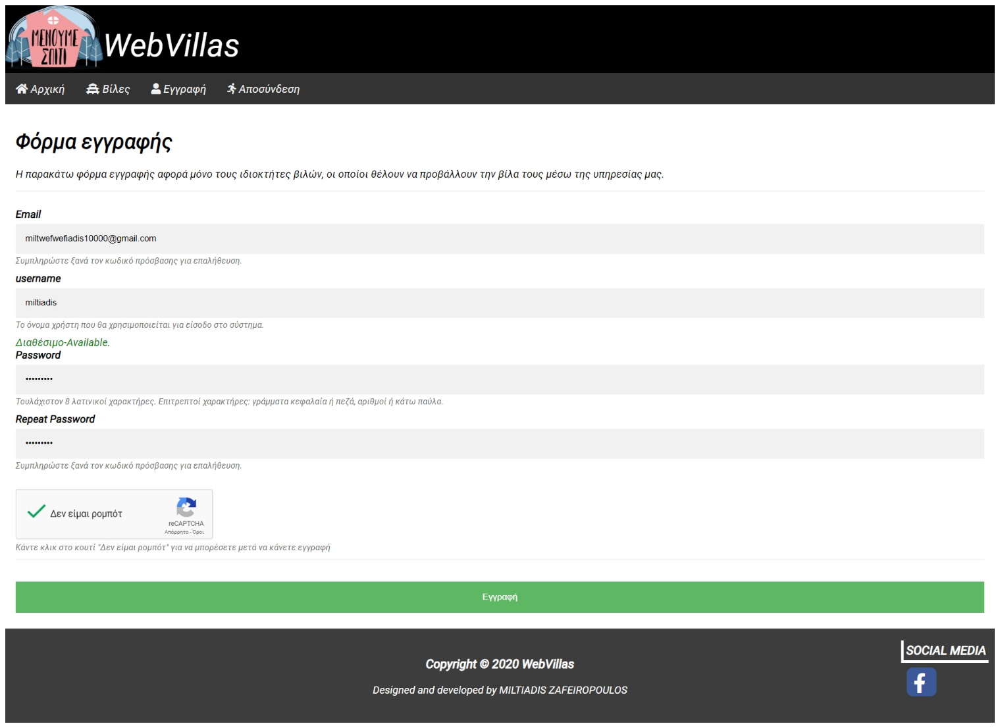 ΜΕΝΟΥΜΕ
ΣΠΙΤΙ
WebVillas
Αρχική Βίλες Εγγραφή Αποσύνδεση
Φόρμα εγγραφής
Η παρακάτω φόρμα εγγραφής αφορά μόνο τους ιδιοκτήτες βιλών, οι οποίοι θέλουν να προβάλλουν την βίλα τους μέσω της υπηρεσίας μας.
Email
miltwefwefiadis10000@gmail.com
Συμπληρώστε ξανά τον κωδικό πρόσβασης για επαλήθευση.
username
miltiadis
Το όνομα χρήστη που θα χρησιμοποιείται για είσοδο στο σύστημα.
Διαθέσιμο-Available.
Password
•••••••••
Τουλάχιστον 8 λατινικοί χαρακτήρες. Επιτρεπτοί χαρακτήρες: γράμματα κεφαλαία ή πεζά, αριθμοί ή κάτω παύλα.
Repeat Password
•••••••••
Συμπληρώστε ξανά τον κωδικό πρόσβασης για επαλήθευση.
Δεν είμαι ρομπότ
reCAPTCHA
Απόρρητο - Όροι
Κάντε κλικ στο κουτί "Δεν είμαι ρομπότ" για να μπορέσετε μετά να κάνετε εγγραφή
Εγγραφή
SOCIAL MEDIA
Copyright © 2020 WebVillas
Designed and developed by MILTIADIS ZAFEIROPOULOS